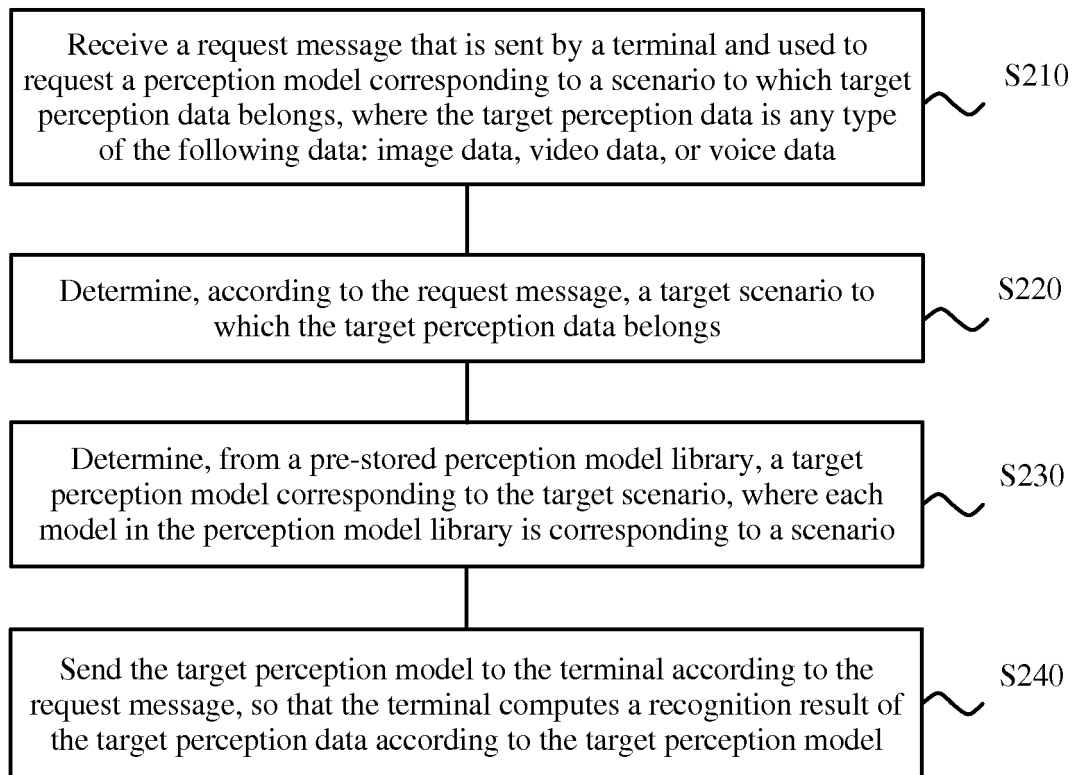 Receive a request message that is sent by a terminal and used to
request a perception model corresponding to a scenario to which target
perception data belongs, where the target perception data is any type
of the following data: image data, video data, or voice data
S210
Determine, according to the request message, a target scenario to
which the target perception data belongs
S220
Determine, from a pre-stored perception model library, a target
perception model corresponding to the target scenario, where each
model in the perception model library is corresponding to a scenario
S230
Send the target perception model to the terminal according to the
request message, so that the terminal computes a recognition result of
the target perception data according to the target perception model
S240